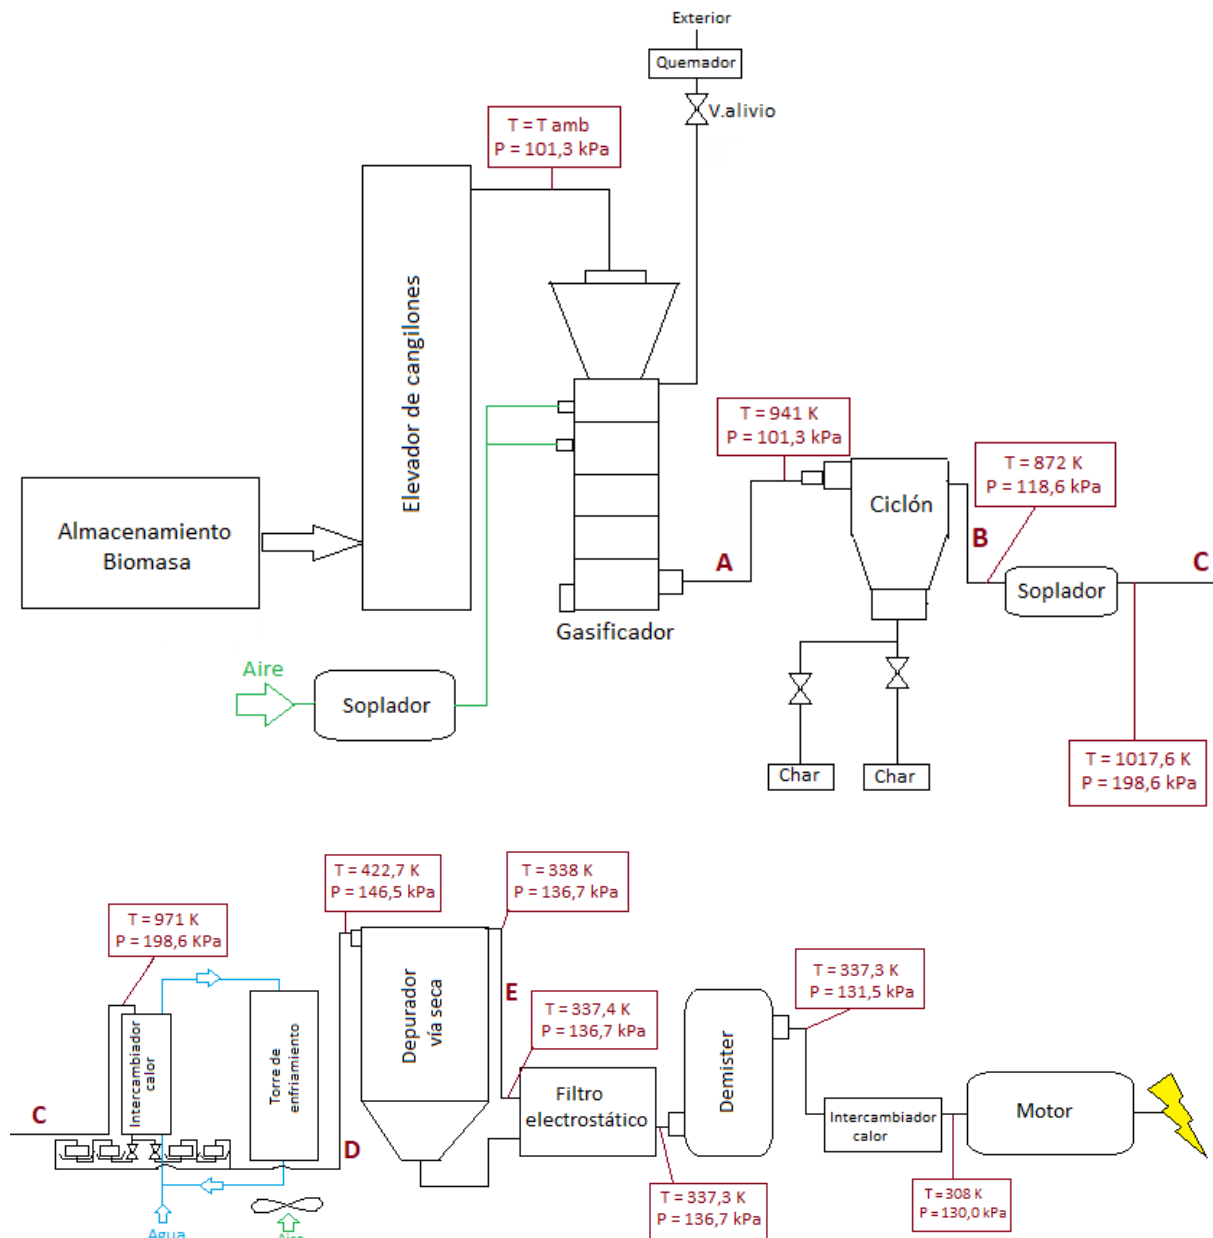 Exterior
Quemador
V.alivio
T = T amb
P = 101,3 kPa
Elevador de cangilones
Almacenamiento
Biomasa
Aire
Soplador
Gasificador
A
T = 941 K
P = 101,3 kPa
Ciclón
T = 872 K
P = 118,6 kPa
B
Soplador
C
Char
Char
T = 1017,6 K
P = 198,6 kPa
T = 971 K
P = 198,6 KPa
C
Intercambiador
calor
Torre de
enfriamiento
Agua
Aire
D
T = 422,7 K
P = 146,5 kPa
Depurador
vía seca
T = 338 K
P = 136,7 kPa
E
T = 337,4 K
P = 136,7 kPa
Filtro
electrostático
T = 337,3 K
P = 136,7 kPa
Demister
T = 337,3 K
P = 131,5 kPa
Intercambiador
calor
T = 308 K
P = 130,0 kPa
Motor